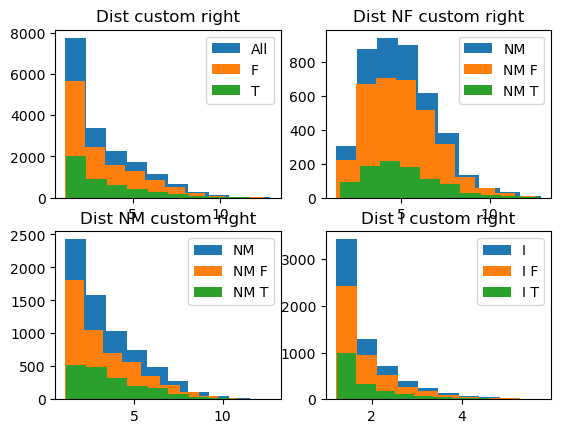 Dist custom right
8000
6000
4000
2000
0
5
10
All
F
T
Dist NF custom right
800
600
400
200
0
5
10
NM
NM F
NM T
Dist NM custom right
2500
2000
1500
1000
500
0
5
10
NM
NM F
NM T
Dist I custom right
3000
2000
1000
0
2
4
I
I F
I T